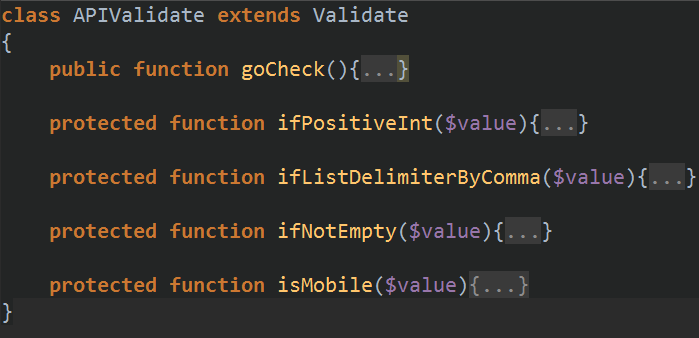 class APIValidate extends Validate
{
public function goCheck(){...}
protected function ifPositiveInt($value){...}
protected function ifListDelimiterByComma($value){...}
protected function ifNotEmpty($value){...}
protected function isMobile($value){...}
}